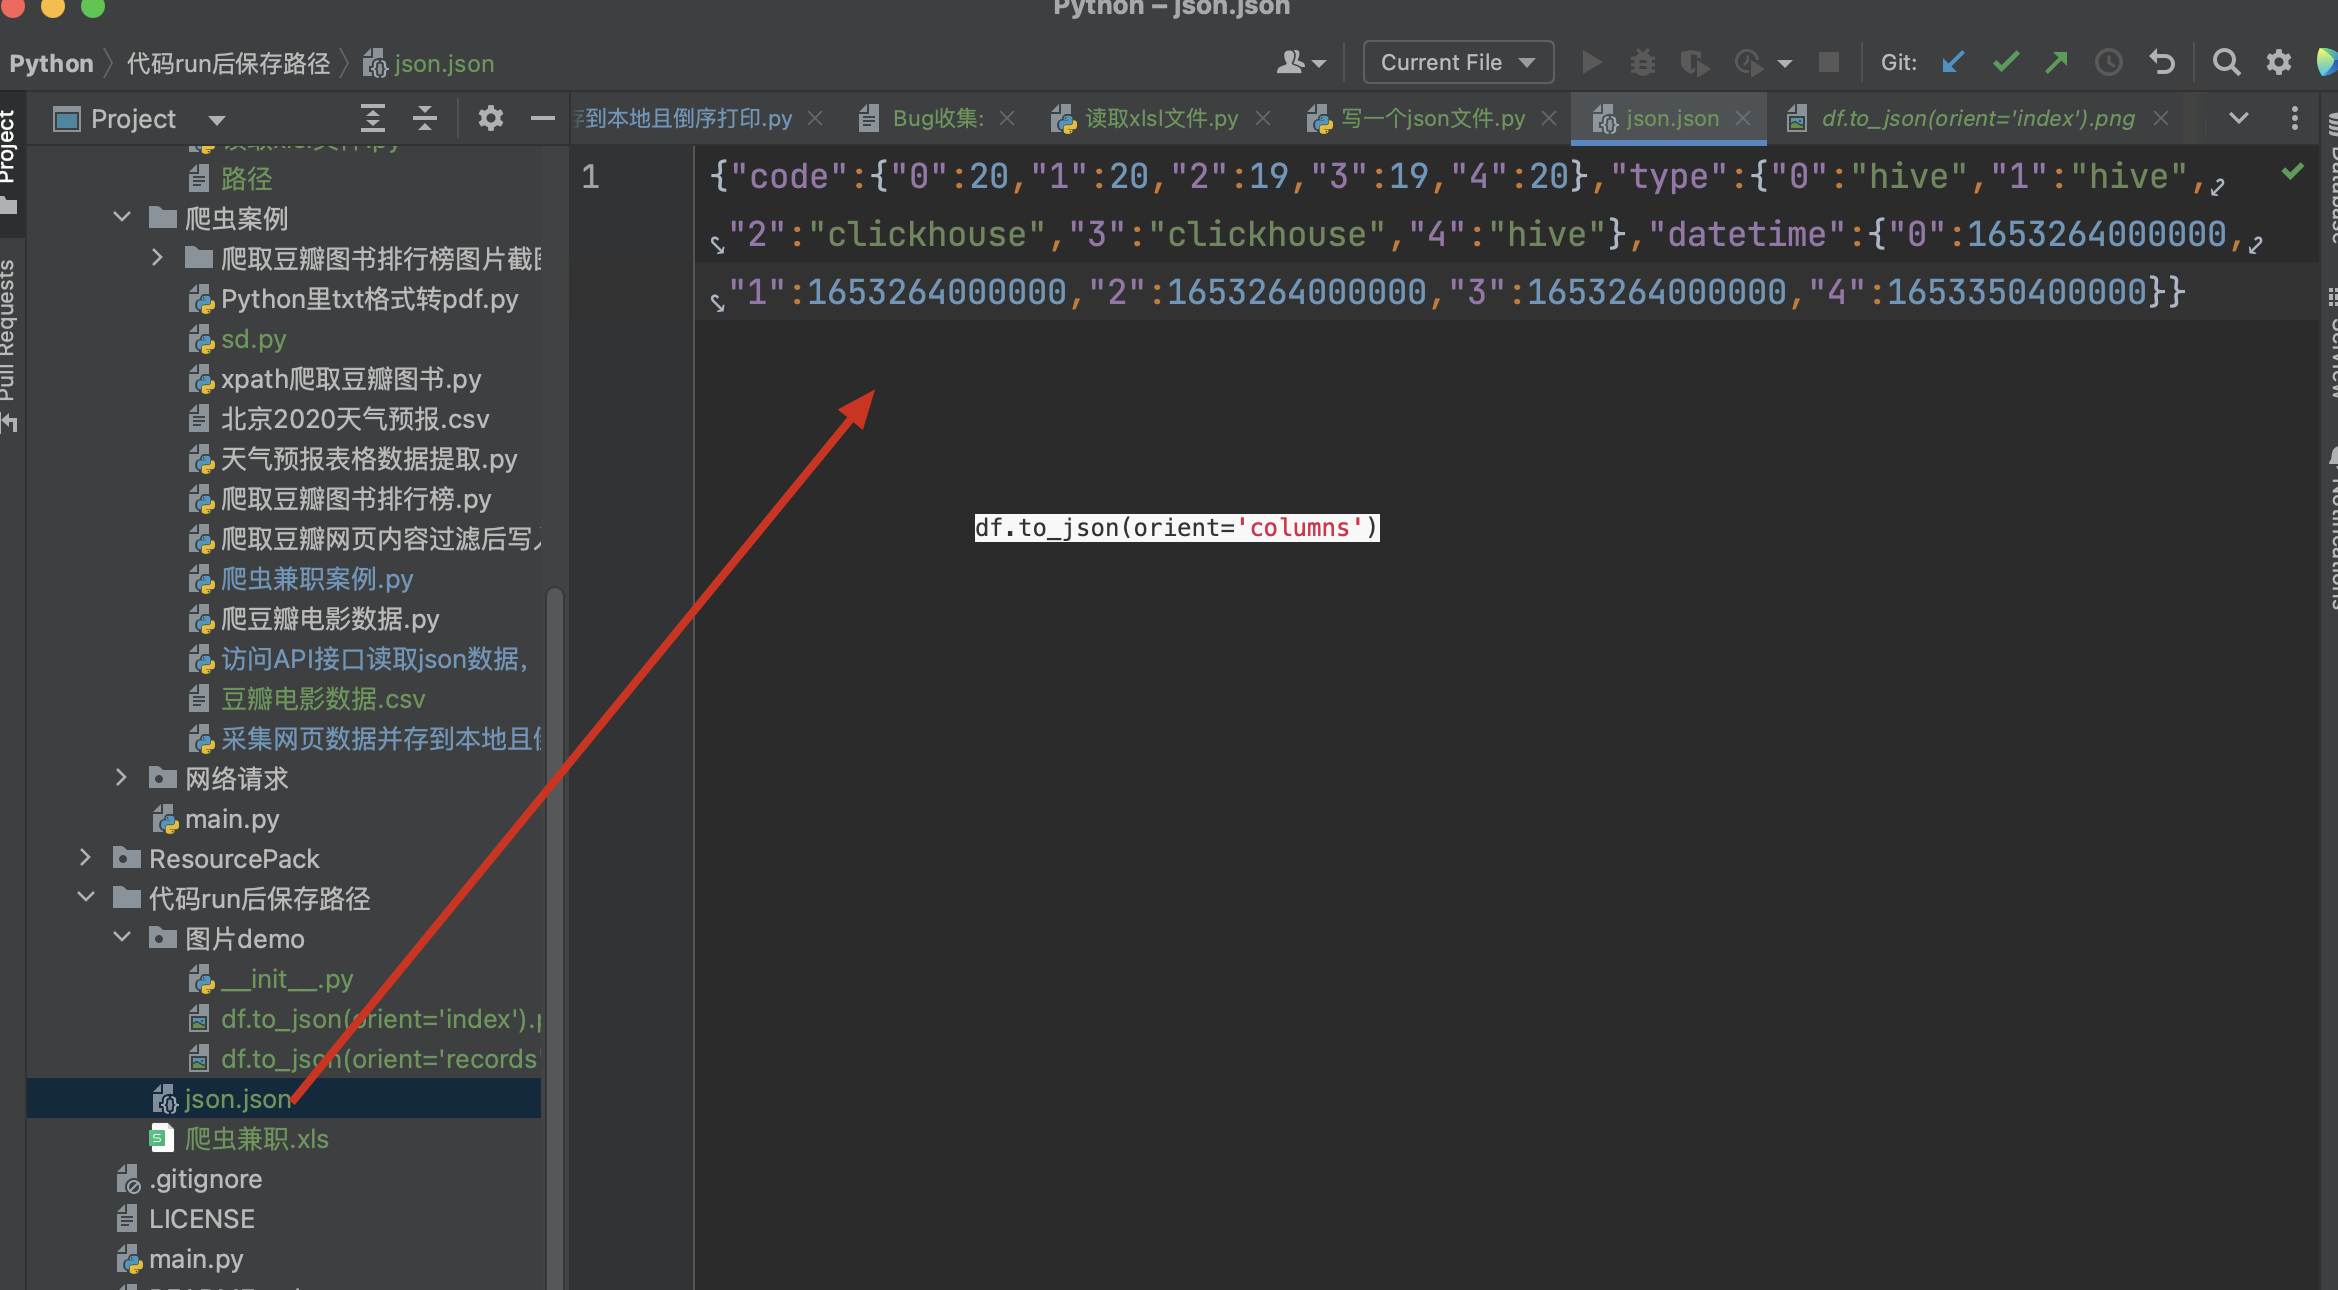 Python – json.json
Python 代码run后保存路径 json.json
Current File
Git:
Project
Project
存到本地且倒序打印.py
Bug收集:
读取xlsl文件.py
写一个json文件.py
json.json
df.to_json(orient='index').png
Pull Requests
路径
爬虫案例
爬取豆瓣图书排行榜图片截图
Python里txt格式转pdf.py
sd.py
xpath爬取豆瓣图书.py
北京2020天气预报.csv
天气预报表格数据提取.py
爬取豆瓣图书排行榜.py
爬取豆瓣网页内容过滤后写入
爬虫兼职案例.py
爬豆瓣电影数据.py
访问API接口读取json数据,
豆瓣电影数据.csv
采集网页数据并存到本地且倒
网络请求
main.py
ResourcePack
代码run后保存路径
图片demo
__init__.py
df.to_json(orient='index').p
df.to_json(orient='records'
json.json
爬虫兼职.xls
.gitignore
LICENSE
main.py
1
{"code":{"0":20,"1":20,"2":19,"3":19,"4":20},"type":{"0":"hive","1":"hive",
"2":"clickhouse","3":"clickhouse","4":"hive"},"datetime":{"0":1653264000000,
"1":1653264000000,"2":1653264000000,"3":1653264000000,"4":1653350400000}}
df.to_json(orient='columns')
Database
SciView
Notifications